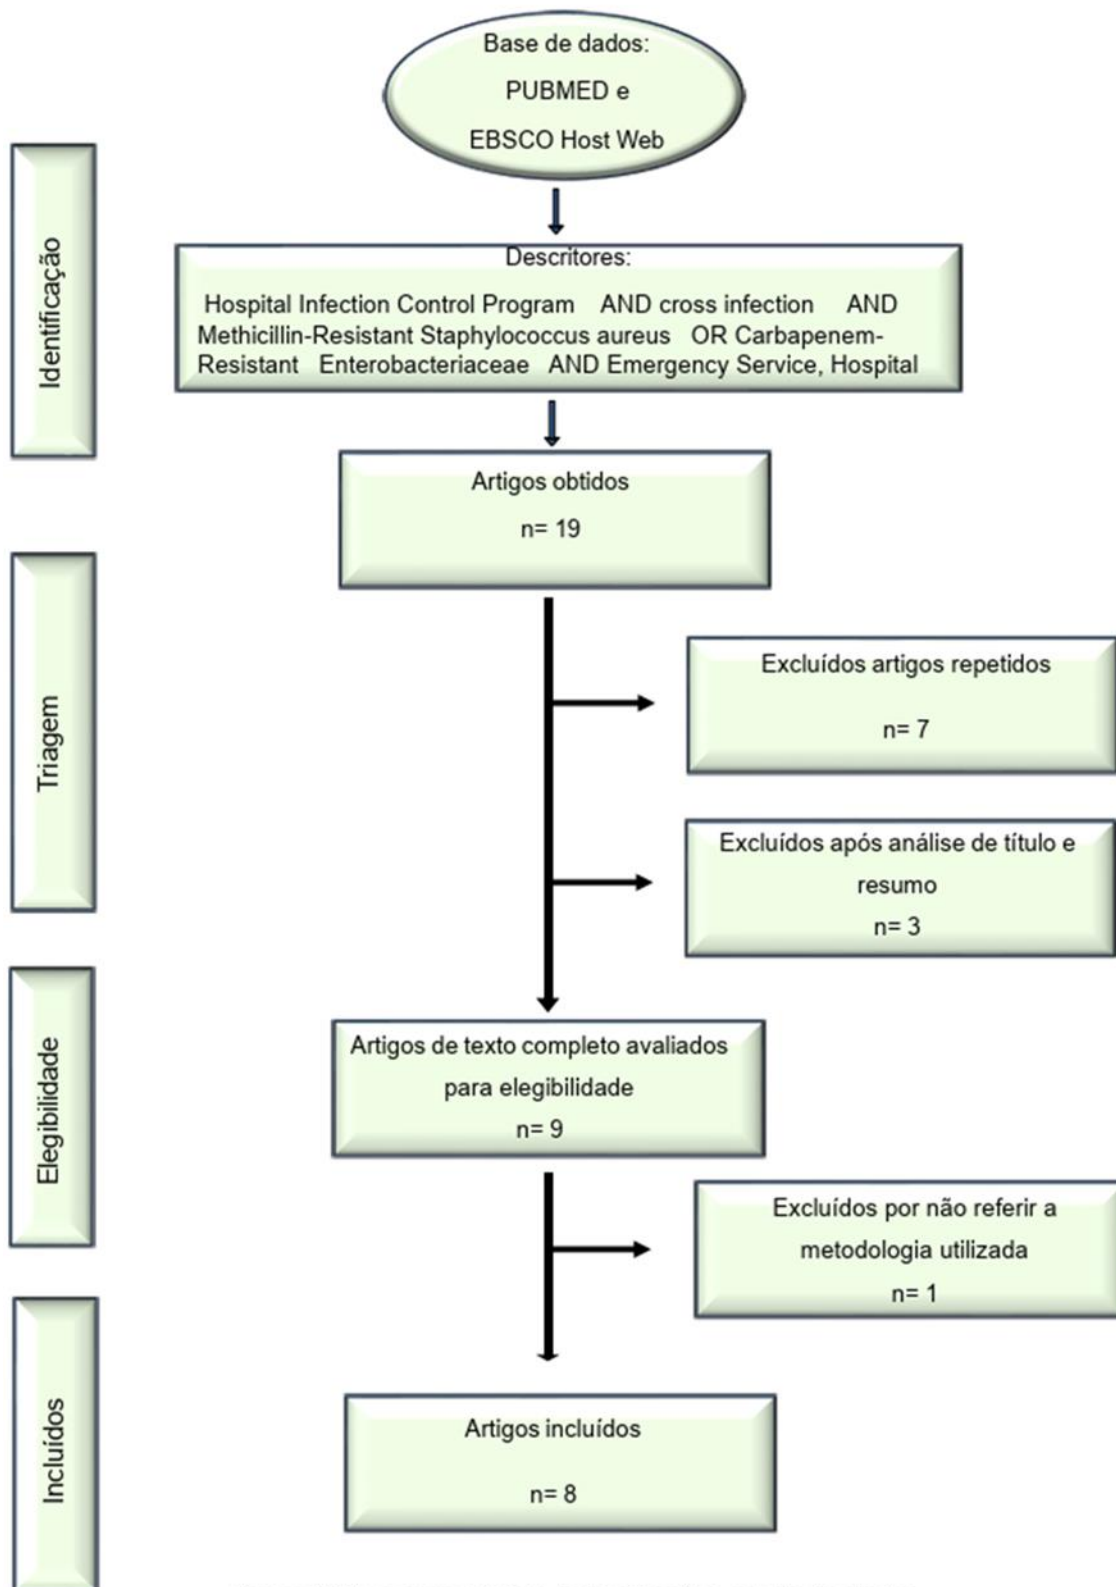 Base de dados:
PUBMED e
EBSCO Host Web
Identificação
Descritores:
Hospital Infection Control Program AND cross infection AND
Methicillin-Resistant Staphylococcus aureus OR Carbapenem-
Resistant Enterobacteriaceae AND Emergency Service, Hospital
Artigos obtidos
n= 19
Triagem
Excluídos artigos repetidos
n= 7
Excluídos após análise de título e
resumo
n= 3
Elegibilidade
Artigos de texto completo avaliados
para elegibilidade
n= 9
Excluídos por não referir a
metodologia utilizada
n= 1
Incluídos
Artigos incluídos
n= 8